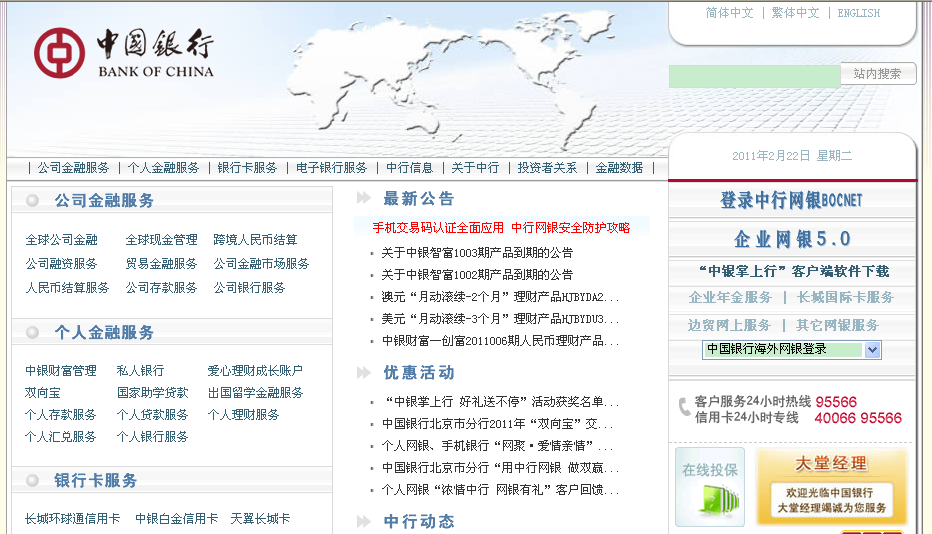 简体中文 | 繁体中文 | ENGLISH
中國銀行
BANK OF CHINA
站内搜索
2011年2月22日 星期二
| 公司金融服务 | 个人金融服务 | 银行卡服务 | 电子银行服务 | 中行信息 | 关于中行 | 投资者关系 | 金融数据 |
公司金融服务
全球公司金融 全球现金管理 跨境人民币结算
公司融资服务 贸易金融服务 公司金融市场服务
人民币结算服务 公司存款服务 公司银行服务
个人金融服务
中银财富管理 私人银行 爱心理财成长账户
双向宝 国家助学贷款 出国留学金融服务
个人存款服务 个人贷款服务 个人理财服务
个人汇兑服务 个人银行服务
银行卡服务
长城环球通信用卡 中银白金信用卡 天翼长城卡
最新公告
手机交易码认证全面应用 中行网银安全防护攻略
关于中银智富1003期产品到期的公告
关于中银智富1002期产品到期的公告
澳元“月动滚续-2个月”理财产品HJBYDA2...
美元“月动滚续-3个月”理财产品HJBYDU3...
中银财富—创富2011006期人民币理财产品...
优惠活动
“中银掌上行 好礼送不停”活动获奖名单...
中国银行北京市分行2011年“双向宝”交...
个人网银、手机银行“网聚·爱情亲情”...
中国银行北京市分行“用中行网银 做双赢...
个人网银“浓情中行 网银有礼”客户回馈...
中行动态
登录中行网银BOCNET
企业网银5.0
“中银掌上行”客户端软件下载
企业年金服务 | 长城国际卡服务
边贸网上服务 | 其它网银服务
中国银行海外网银登录
客户服务24小时热线 95566
信用卡24小时专线 40066 95566
在线投保
大堂经理
欢迎光临中国银行
大堂经理竭诚为您服务